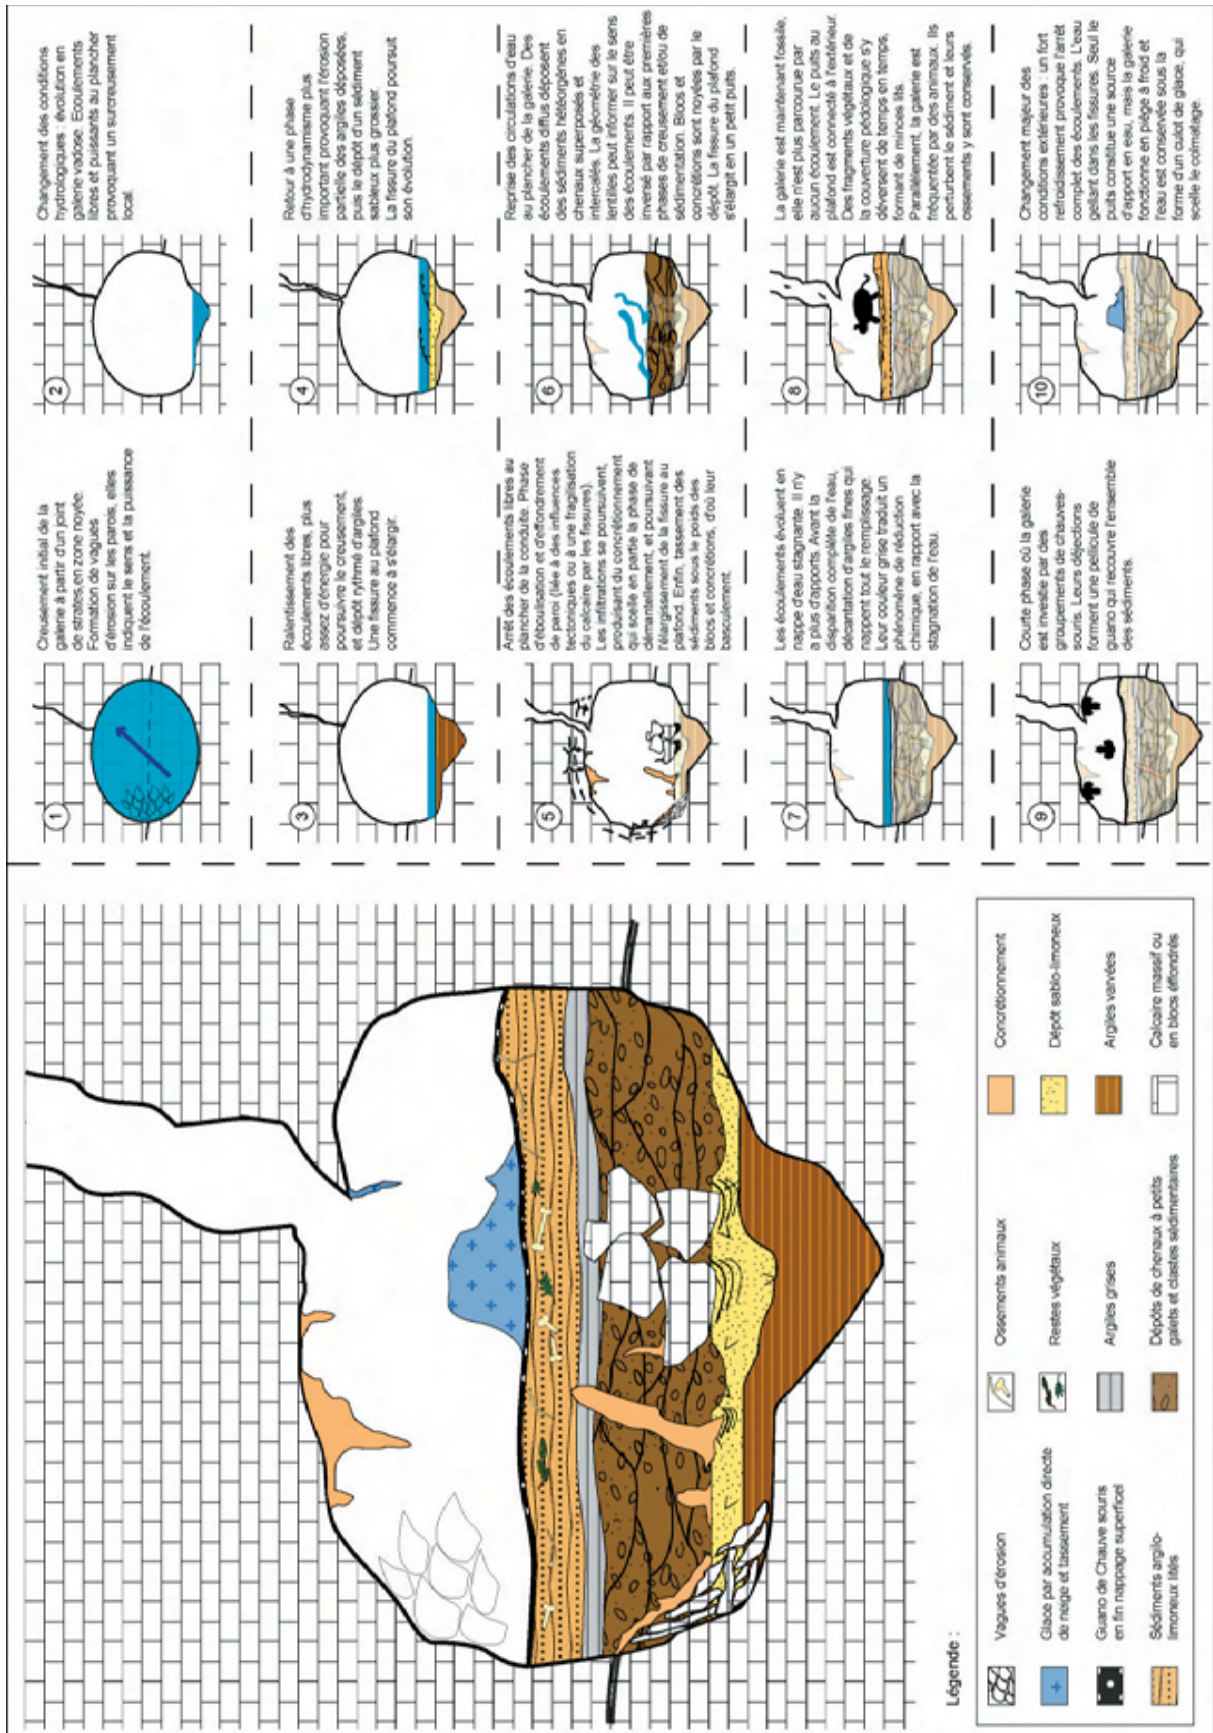 1
Creusement initial de la
galerie à partir d'un joint
de strates, en zone noyée.
Formation de vagues
d'érosion sur les parois, elles
indiquent le sens et la puissance
de l'écoulement.
2
Changement des conditions
hydrologiques : évolution en
galerie vadose. Ecoulements
libres et puissants au plancher
provoquant un surcreusement
local.
3
Ralentissement des
écoulements libres, plus
assez d'énergie pour
poursuivre le creusement,
et dépôt rythmé d'argiles.
Une fissure au plafond
commence à s'élargir.
4
Retour à une phase
d'hydrodynamisme plus
important provoquant l'érosion
partielle des argiles déposées,
puis le dépôt d'un sédiment
sableux plus grossier.
La fissure du plafond poursuit
son évolution.
5
Arrêt des écoulements libres au
plancher de la conduite. Phase
d'éboulisation et d'effondrement
de paroi (liée à des influences
tectoniques ou à une fragilisation
du calcaire par les fissures).
Les infiltrations se poursuivent,
produisant du concrétionnement
qui scelle en partie la phase de
démantellement, et poursuivant
l'élargissement de la fissure au
plafond. Enfin, tassement des
sédiments sous le poids des
blocs et concrétions, d'où leur
basculement.
6
Reprise des circulations d'eau
au plancher de la galerie. Des
écoulements diffus déposent
des sédiments hétérogènes en
chenaux superposés et
intercalés. La géométrie des
lentilles peut informer sur le sens
des écoulements. Il peut être
inversé par rapport aux premières
phases de creusement et/ou de
sédimentation. Blocs et
concrétions sont noyées par le
dépôt. La fissure du plafond
s'élargit en un petit puits.
7
Les écoulements évoluent en
nappe d'eau stagnante. Il n'y
a plus d'apports. Avant la
disparition complète de l'eau,
décantation d'argiles fines qui
nappent tout le remplissage.
Leur couleur grise traduit un
phénomène de réduction
chimique, en rapport avec la
stagnation de l'eau.
8
La galerie est maintenant fossile,
elle n'est plus parcourue par
aucun écoulement. Le puits au
plafond est connecté à l'extérieur.
Des fragments végétaux et de
la couverture pédologique s'y
déversent de temps en temps,
formant de minces lits.
Parallèlement, la galerie est
fréquentée par des animaux. Ils
perturbent le sédiment et leurs
ossements y sont conservés.
9
Courte phase où la galerie
est investie par des
groupements de chauves-
souris. Leurs déjections
forment une pellicule de
guano qui recouvre l'ensemble
des sédiments.
10
Changement majeur des
conditions extérieures : un fort
refroidissement provoque l'arrêt
complet des écoulements. L'eau
gelant dans les fissures. Seul le
puits constitue une source
d'apport en eau, mais la galerie
fonctionne en piège à froid et
l'eau est conservée sous la
forme d'un culot de glace, qui
scelle le colmatage.
Légende :
Vagues d'érosion
Glace par accumulation directe
de neige et tassement
Guano de Chauve souris
en fin nappage superficel
Sédiments argilo-
limoneux lités
Ossements animaux
Restes végétaux
Argiles grises
Dépôts de chenaux à petits
galets et clastes sédimentaires
Concrétionnement
Dépôt sablo-limoneux
Argiles varvées
Calcaire massif ou
en blocs éffondrés